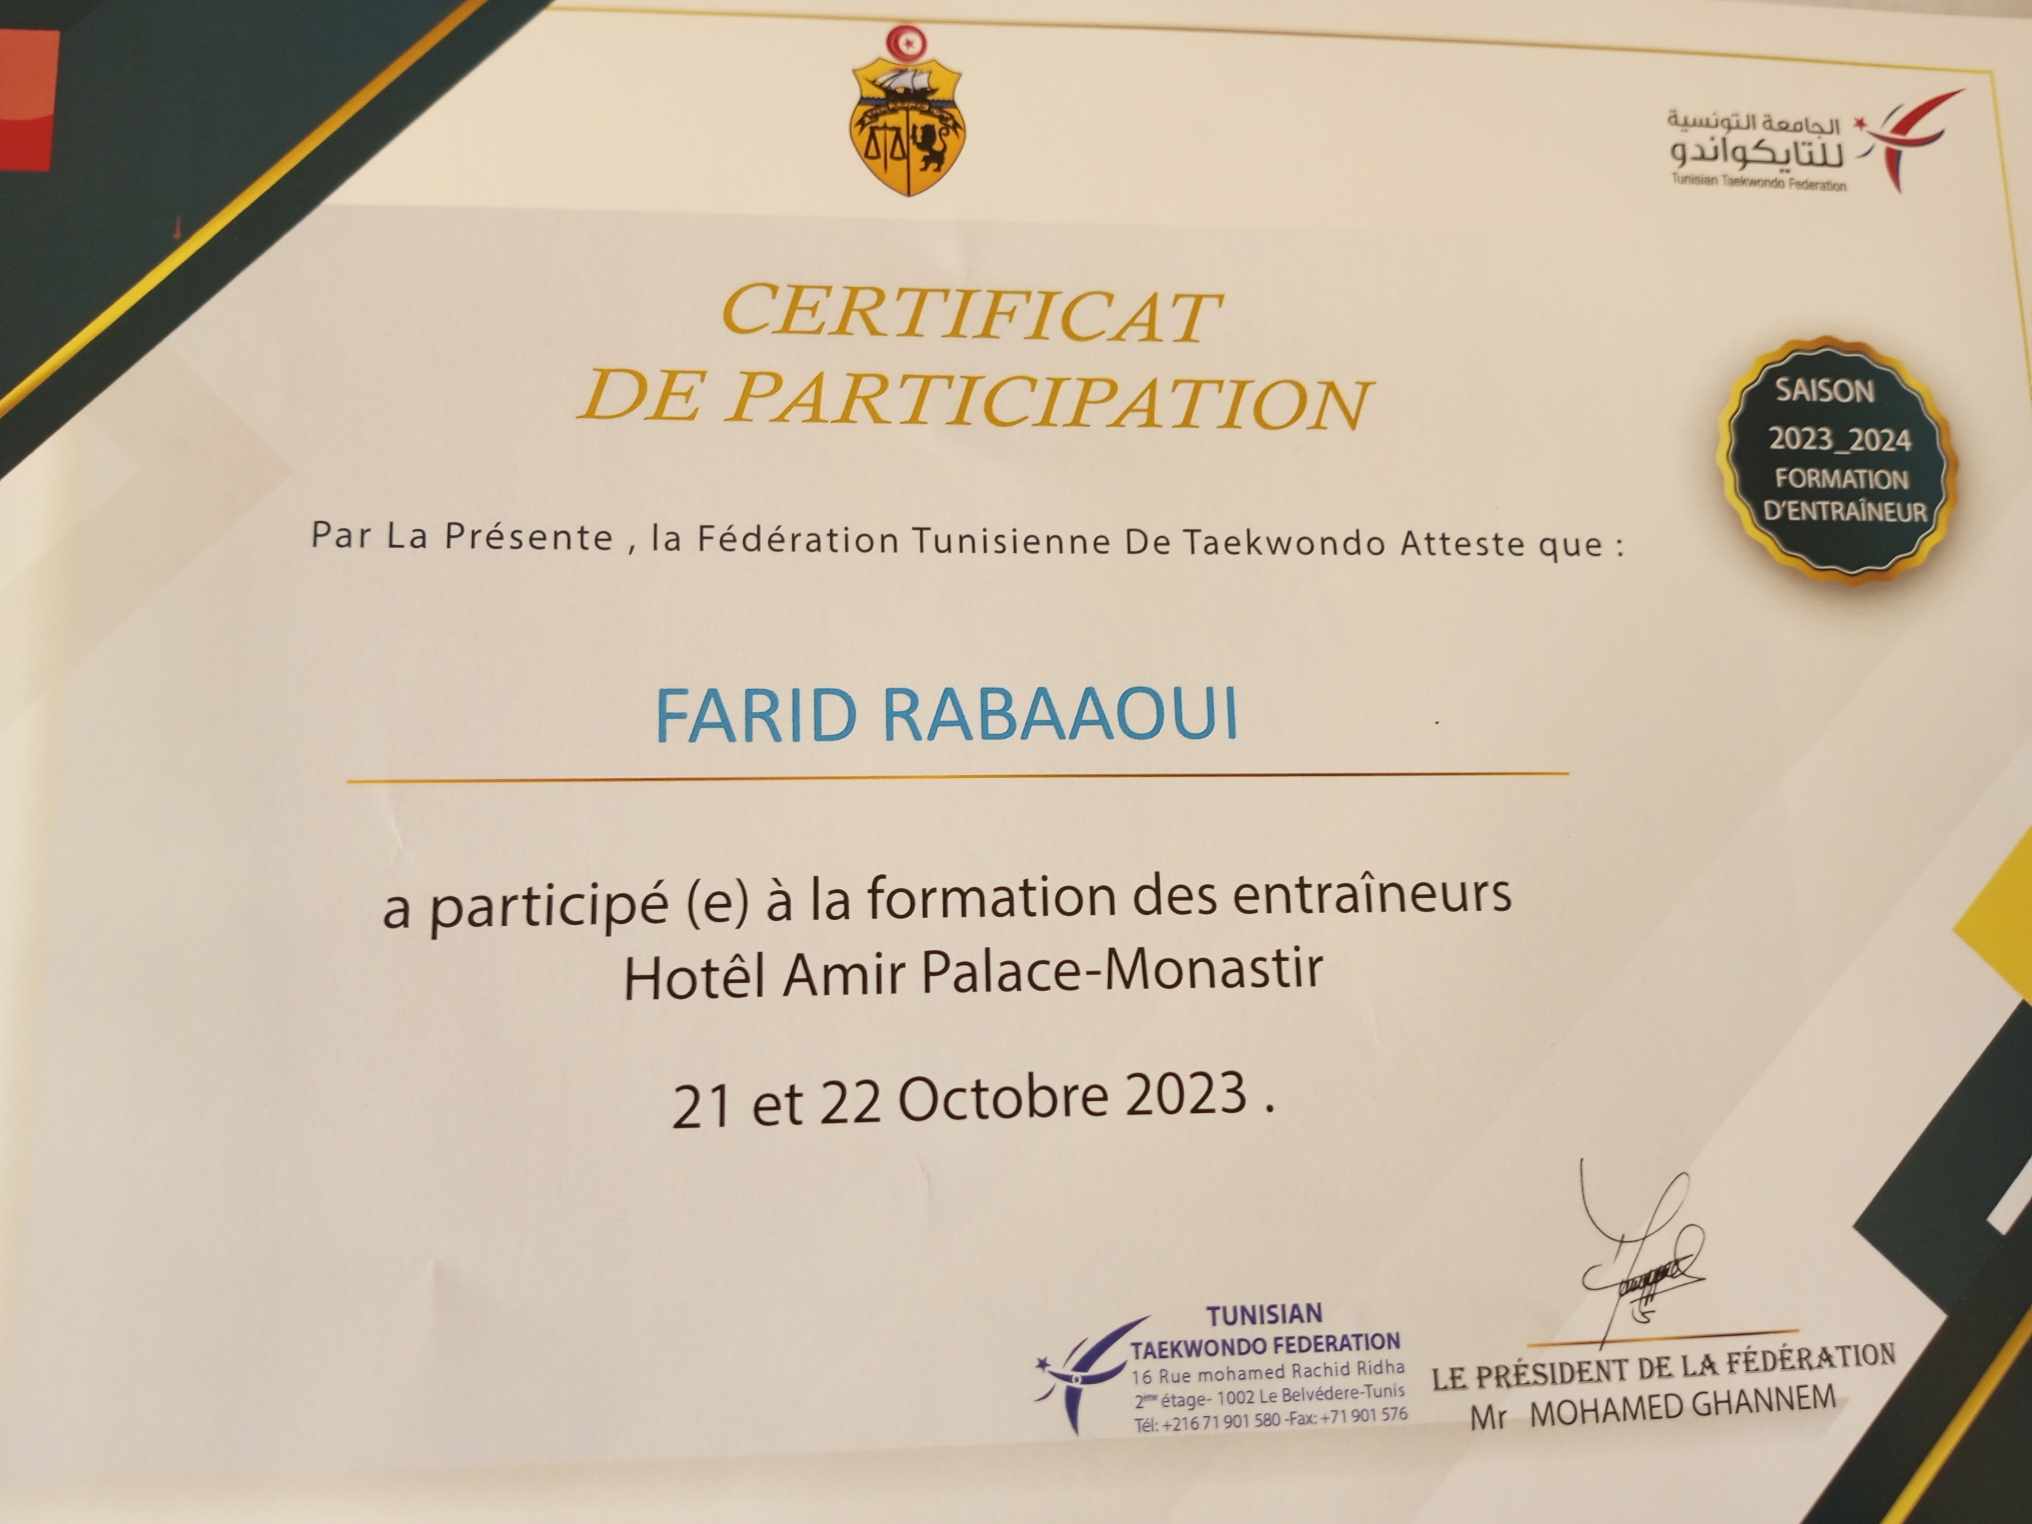 الجامعة التونسية
للتايكواندو
Tunisian Taekwondo Federation
CERTIFICAT
DE PARTICIPATION
SAISON
2023_2024
FORMATION
D'ENTRAÎNEUR
Par La Présente , la Fédération Tunisienne De Taekwondo Atteste que :
FARID RABAAOUI
a participé (e) à la formation des entraîneurs
Hotêl Amir Palace-Monastir
21 et 22 Octobre 2023 .
TUNISIAN
TAEKWONDO FEDERATION
16 Rue mohamed Rachid Ridha
2ème étage- 1002 Le Belvédere-Tunis
Tél: +216 71 901 580 -Fax: +71 901 576
LE PRÉSIDENT DE LA FÉDÉRATION
Mr MOHAMED GHANNEM